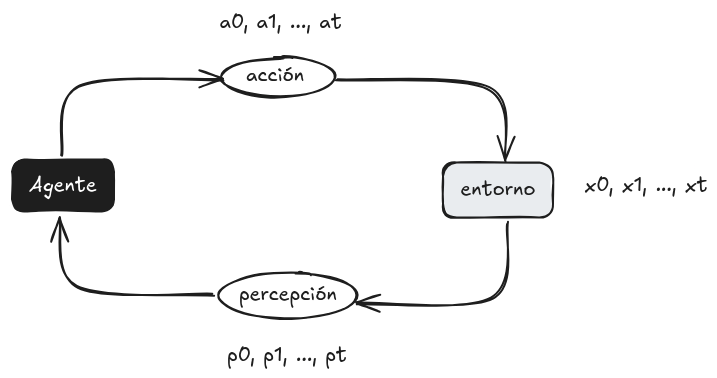 a0, a1, ..., at
acción
Agente
entorno
x0, x1, ..., xt
percepción
p0, p1, ..., pt